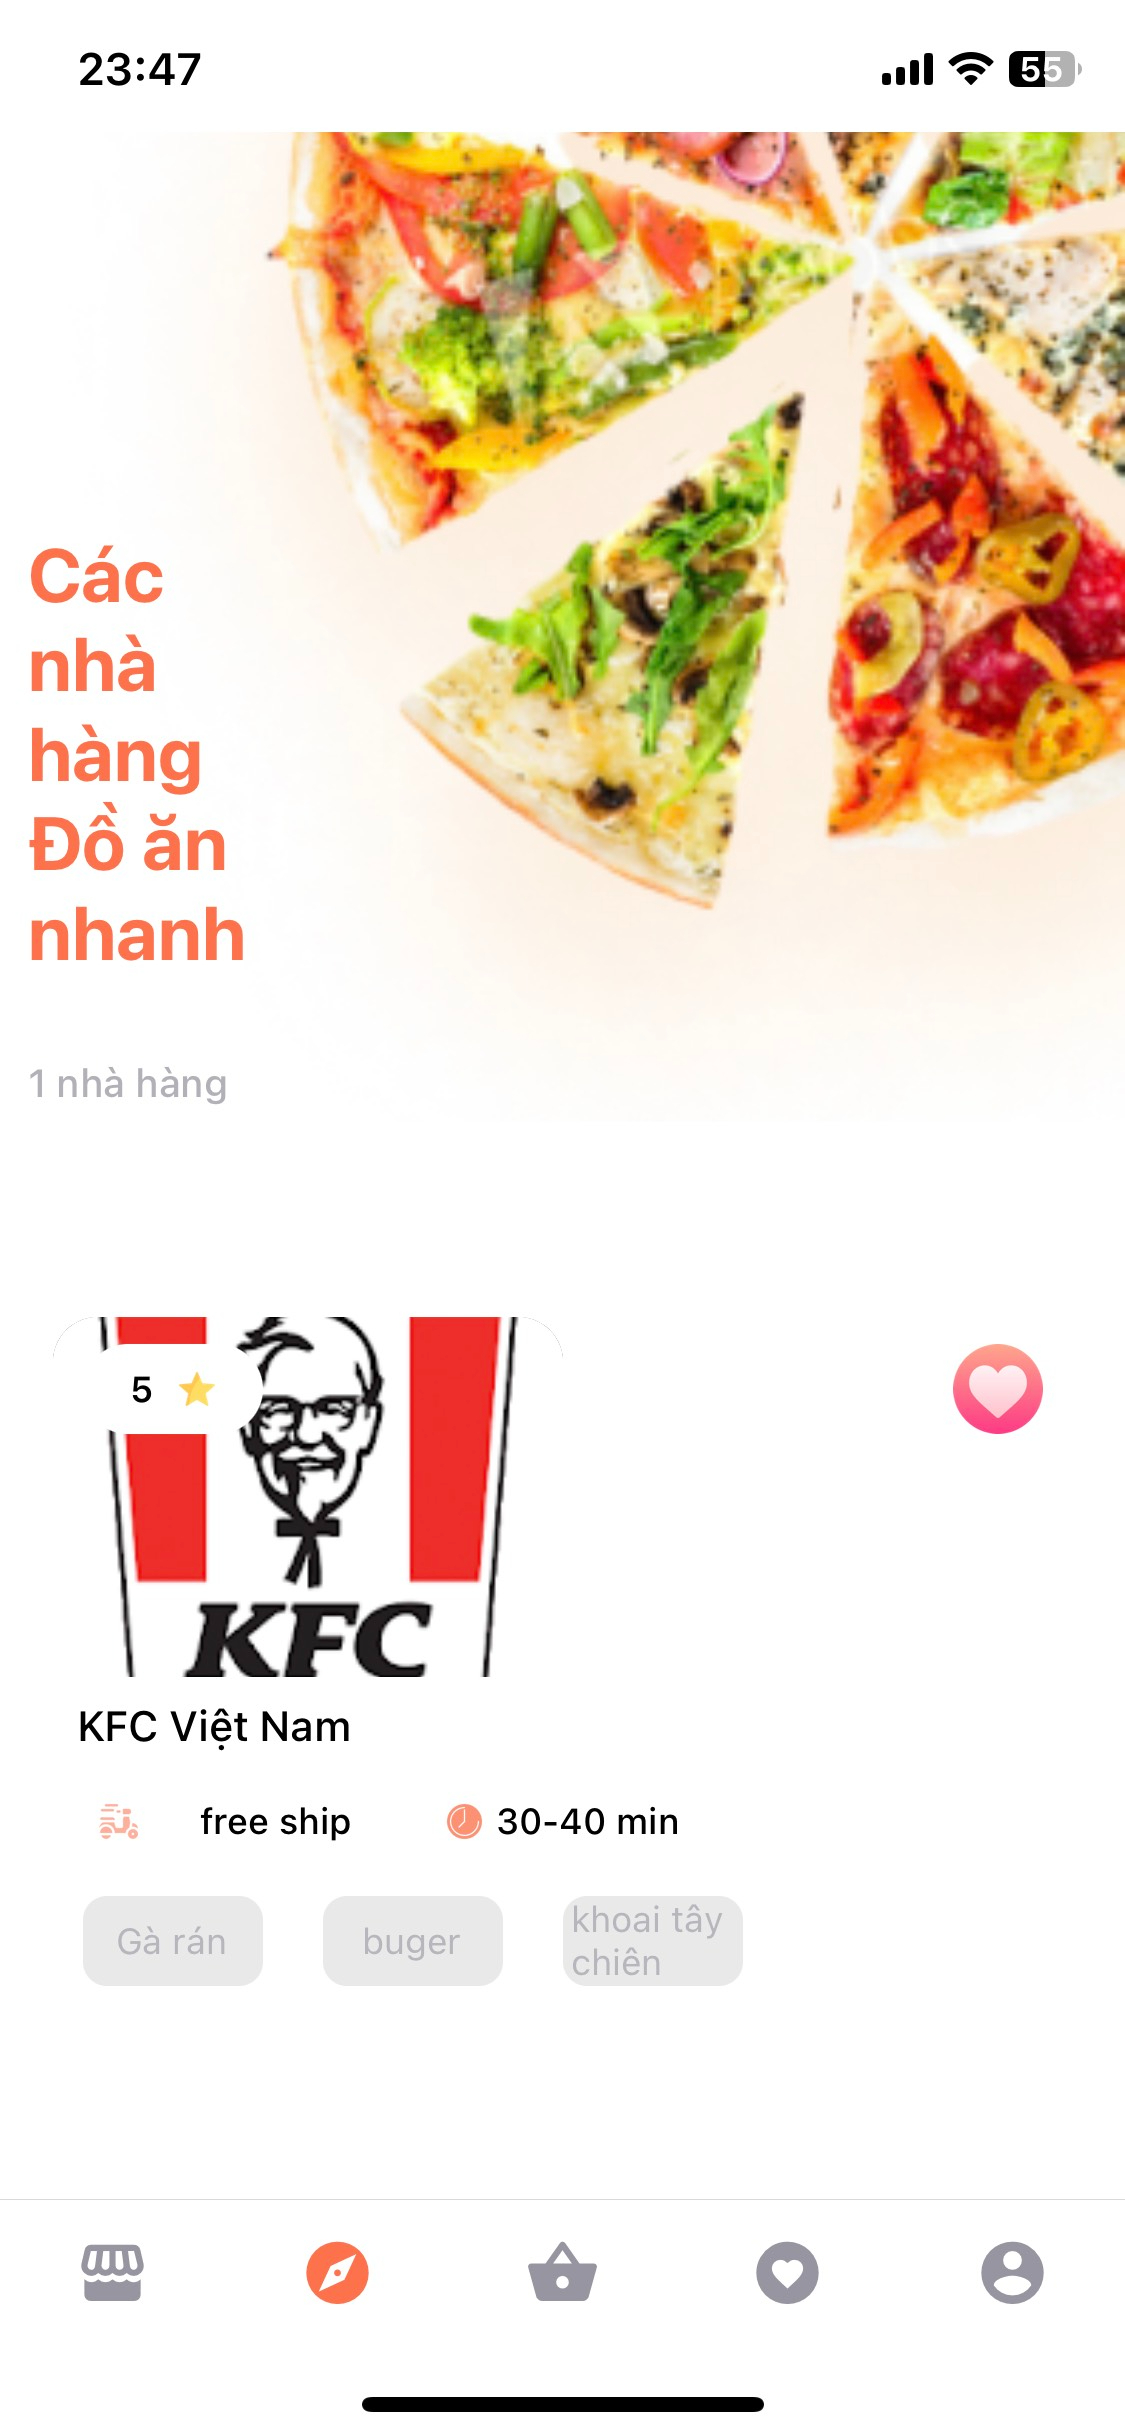 23:47
55
Các
nhà
hàng
Đồ ăn
nhanh
1 nhà hàng
5
KFC
KFC Việt Nam
free ship
30-40 min
Gà rán
buger
khoai tây
chiên